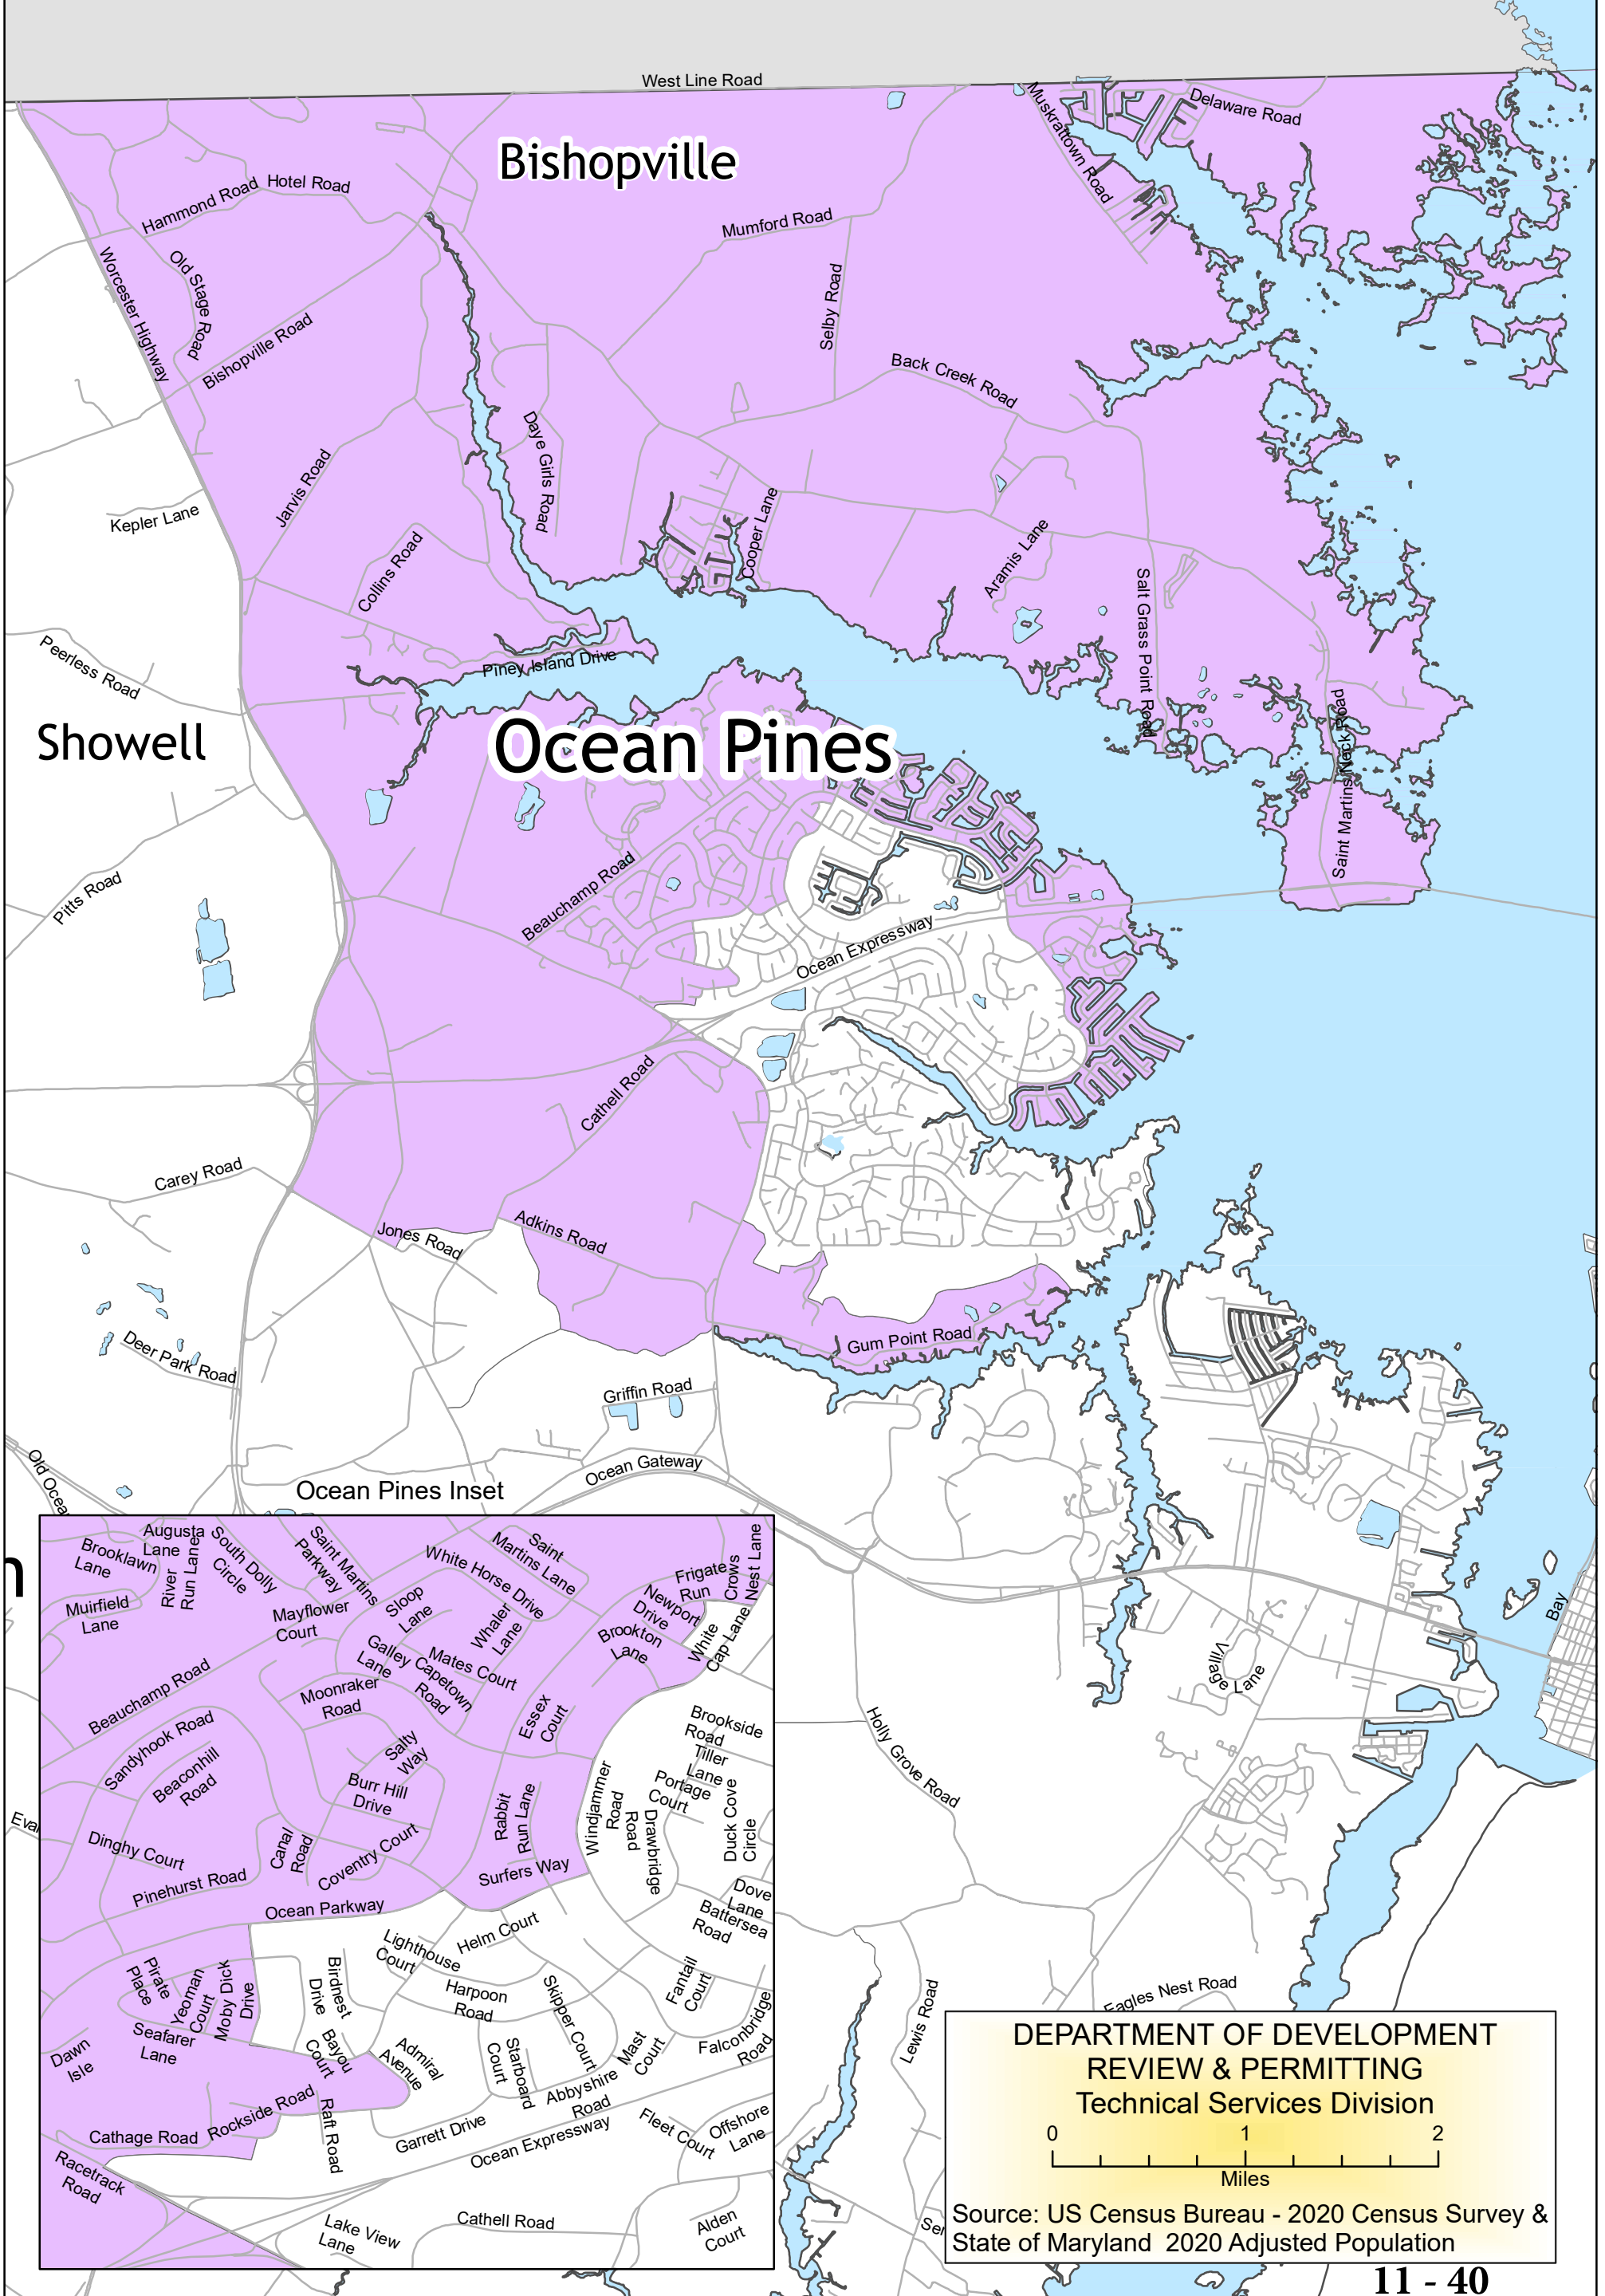 West Line Road
Delaware Road
Muskrattown Road
Bishopville
Hammond Road
Hotel Road
Mumford Road
Worcester Highway
Old Stage Road
Bishopville Road
Selby Road
Back Creek Road
Daye Girls Road
Jarvis Road
Kepler Lane
Cooper Lane
Collins Road
Aramis Lane
Salt Grass Point Road
Peerless Road
Piney Island Drive
Saint Martins Neck Road
Showell
Ocean Pines
Pitts Road
Beauchamp Road
Ocean Expressway
Cathell Road
Carey Road
Jones Road
Adkins Road
Gum Point Road
Deer Park Road
Griffin Road
Ocean Gateway
Old Ocea
Ocean Pines Inset
n
Bay
Village Lane
Holly Grove Road
Eval
Lewis Road
Eagles Nest Road
Ser
Augusta
Lane
Brooklawn
Lane
River
Run Lane
South Dolly
Circle
Saint Martins
Parkway
White Horse Drive
Saint
Martins Lane
Frigate
Run
Crows
Nest Lane
Muirfield
Lane
Mayflower
Court
Sloop
Lane
Whaler
Lane
Newport
Drive
Brookton
Lane
White
Cap Lane
Galley
Lane
Mates Court
Capetown
Road
Beauchamp Road
Moonraker
Road
Essex
Court
Brookside
Road
Sandyhook Road
Beaconhill
Road
Salty
Way
Tiller
Lane
Portage
Court
Burr Hill
Drive
Rabbit
Run Lane
Windjammer
Road
Drawbridge
Road
Duck Cove
Circle
Dinghy Court
Canal
Road
Coventry Court
Pinehurst Road
Surfers Way
Ocean Parkway
Dove
Lane
Battersea
Road
Lighthouse
Court
Helm Court
Pirate
Place
Yeoman
Court
Moby Dick
Drive
Birdnest
Drive
Harpoon
Road
Skipper Court
Fantail
Court
Seafarer
Lane
Dawn
Isle
Bayou
Court
Admiral
Avenue
Starboard
Court
Mast
Court
Falconbridge
Road
Abbyshire
Road
Rockside Road
Raft Road
Cathage Road
Garrett Drive
Ocean Expressway
Fleet Court
Offshore
Lane
Racetrack
Road
Lake View
Lane
Cathell Road
Alden
Court
DEPARTMENT OF DEVELOPMENT
REVIEW & PERMITTING
Technical Services Division
0 1 2
Miles
Source: US Census Bureau - 2020 Census Survey &
State of Maryland 2020 Adjusted Population
11 - 40